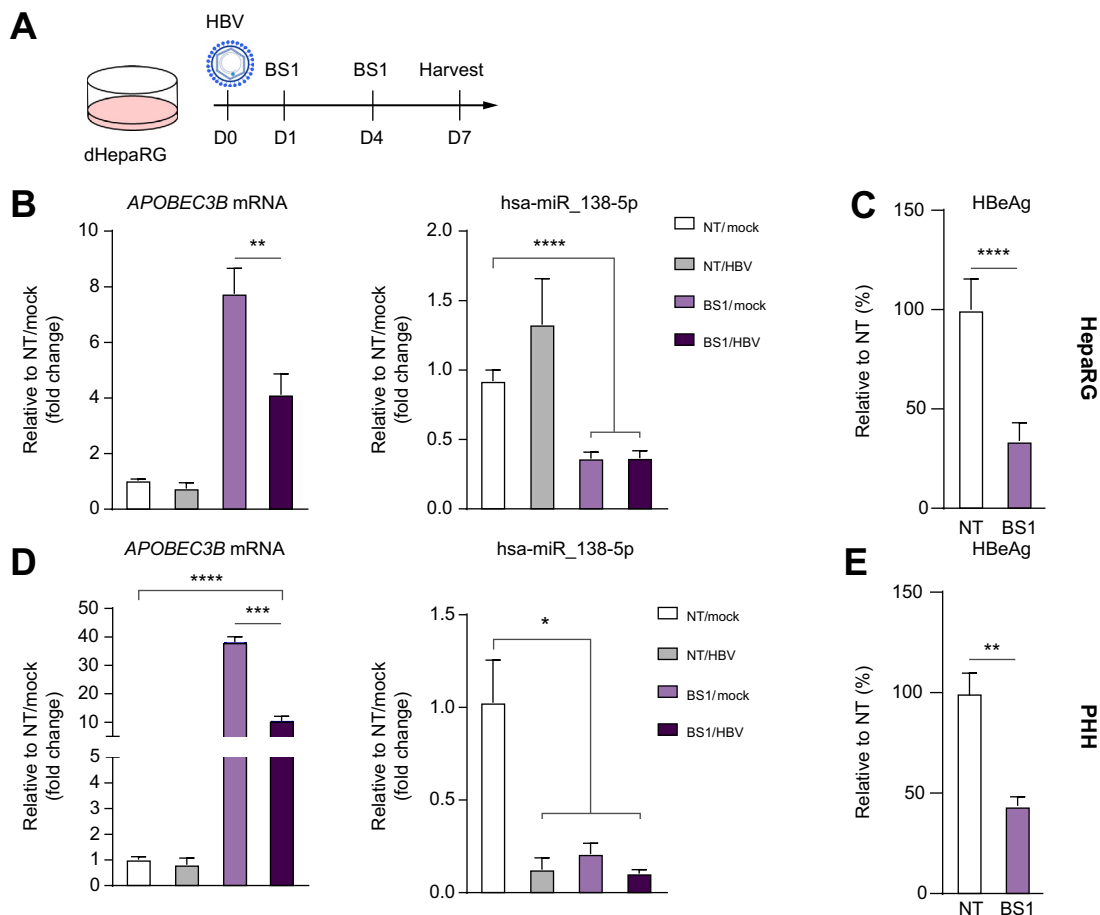 A
HBV
BS1 BS1 Harvest
D0 D1 D4 D7
dHepaRG
B
APOBEC3B mRNA
Relative to NT/mock
(fold change)
10
8
6
4
2
0
**
hsa-miR_138-5p
Relative to NT/mock
(fold change)
2.0
1.5
1.0
0.5
0.0
****
NT/mock
NT/HBV
BS1/mock
BS1/HBV
C
HBeAg
Relative to NT (%)
150
100
50
0
****
NT BS1
HepaRG
D
APOBEC3B mRNA
Relative to NT/mock
(fold change)
50
40
30
20
10
5
4
3
2
1
0
****
***
hsa-miR_138-5p
Relative to NT/mock
(fold change)
1.5
1.0
0.5
0.0
*
NT/mock
NT/HBV
BS1/mock
BS1/HBV
E
HBeAg
Relative to NT (%)
150
100
50
0
**
NT BS1
PHH